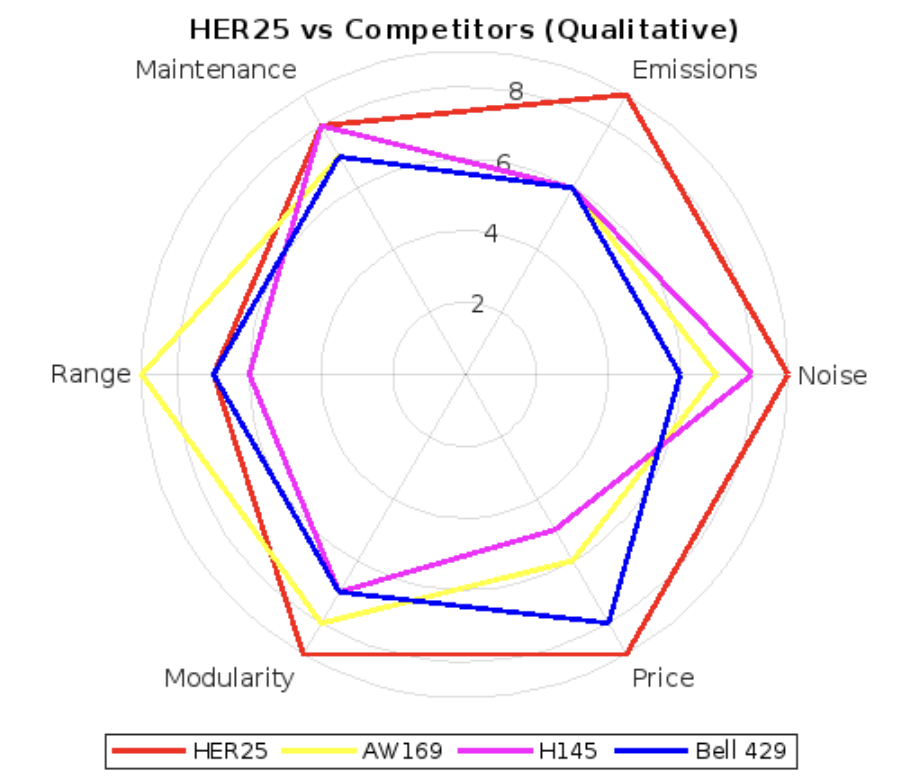 HER25 vs Competitors (Qualitative)
Maintenance
Emissions
8
6
4
2
Range
Noise
Modularity
Price
HER25 AW169 H145 Bell 429